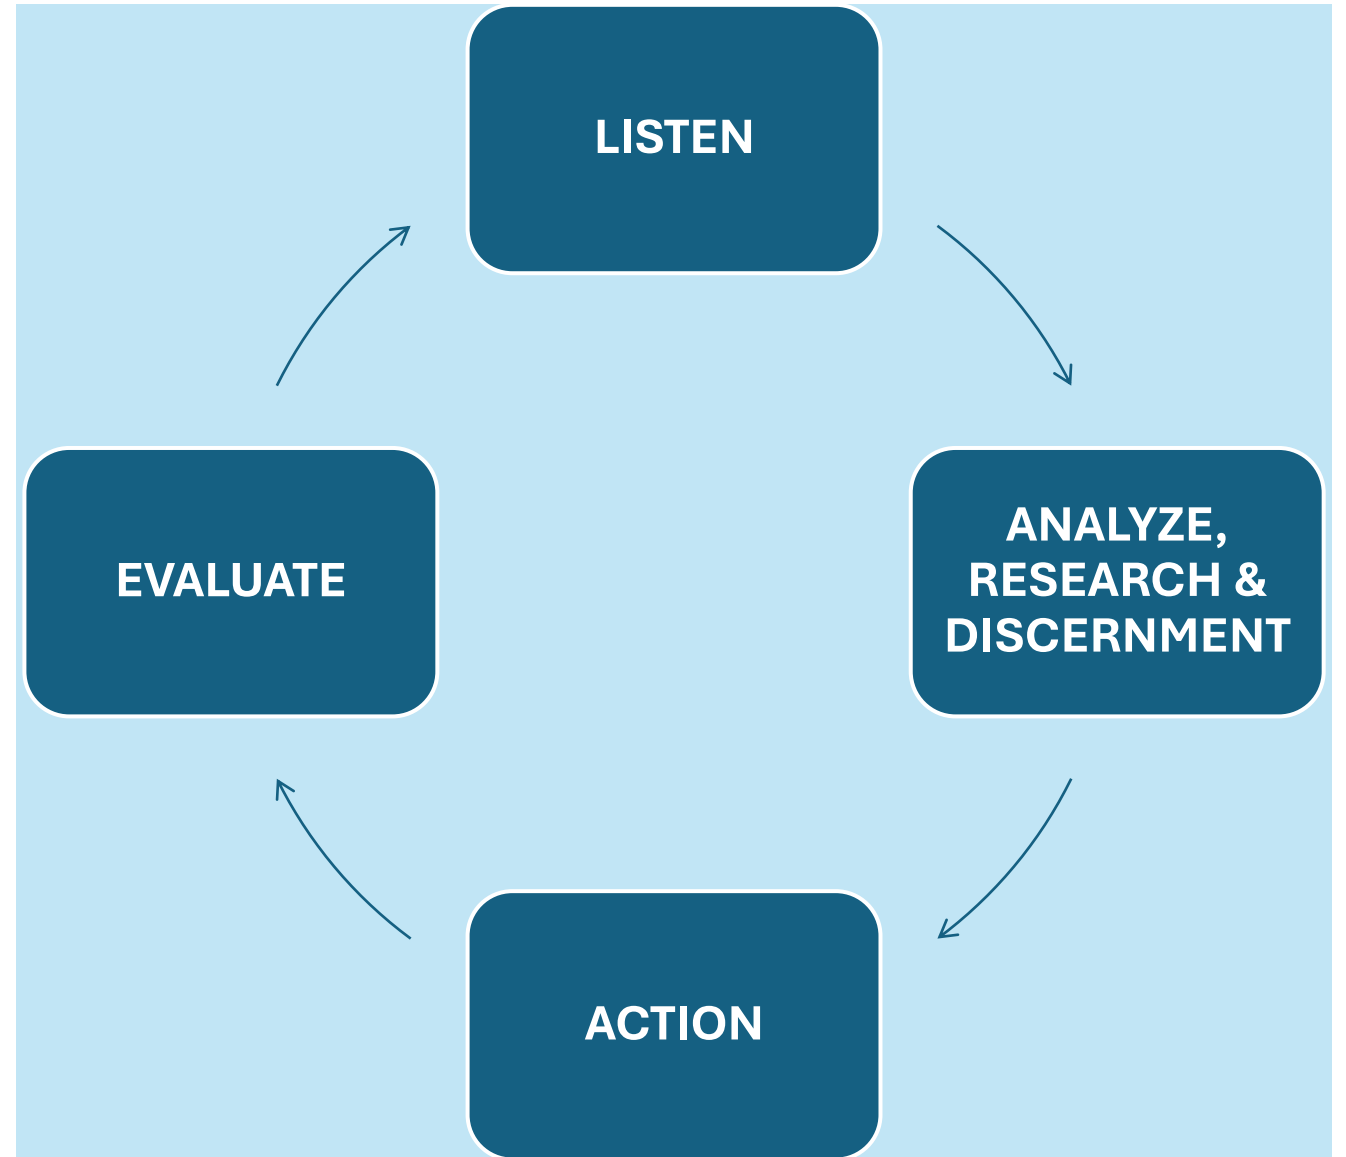 LISTEN
ANALYZE,
RESEARCH &
DISCERNMENT
ACTION
EVALUATE